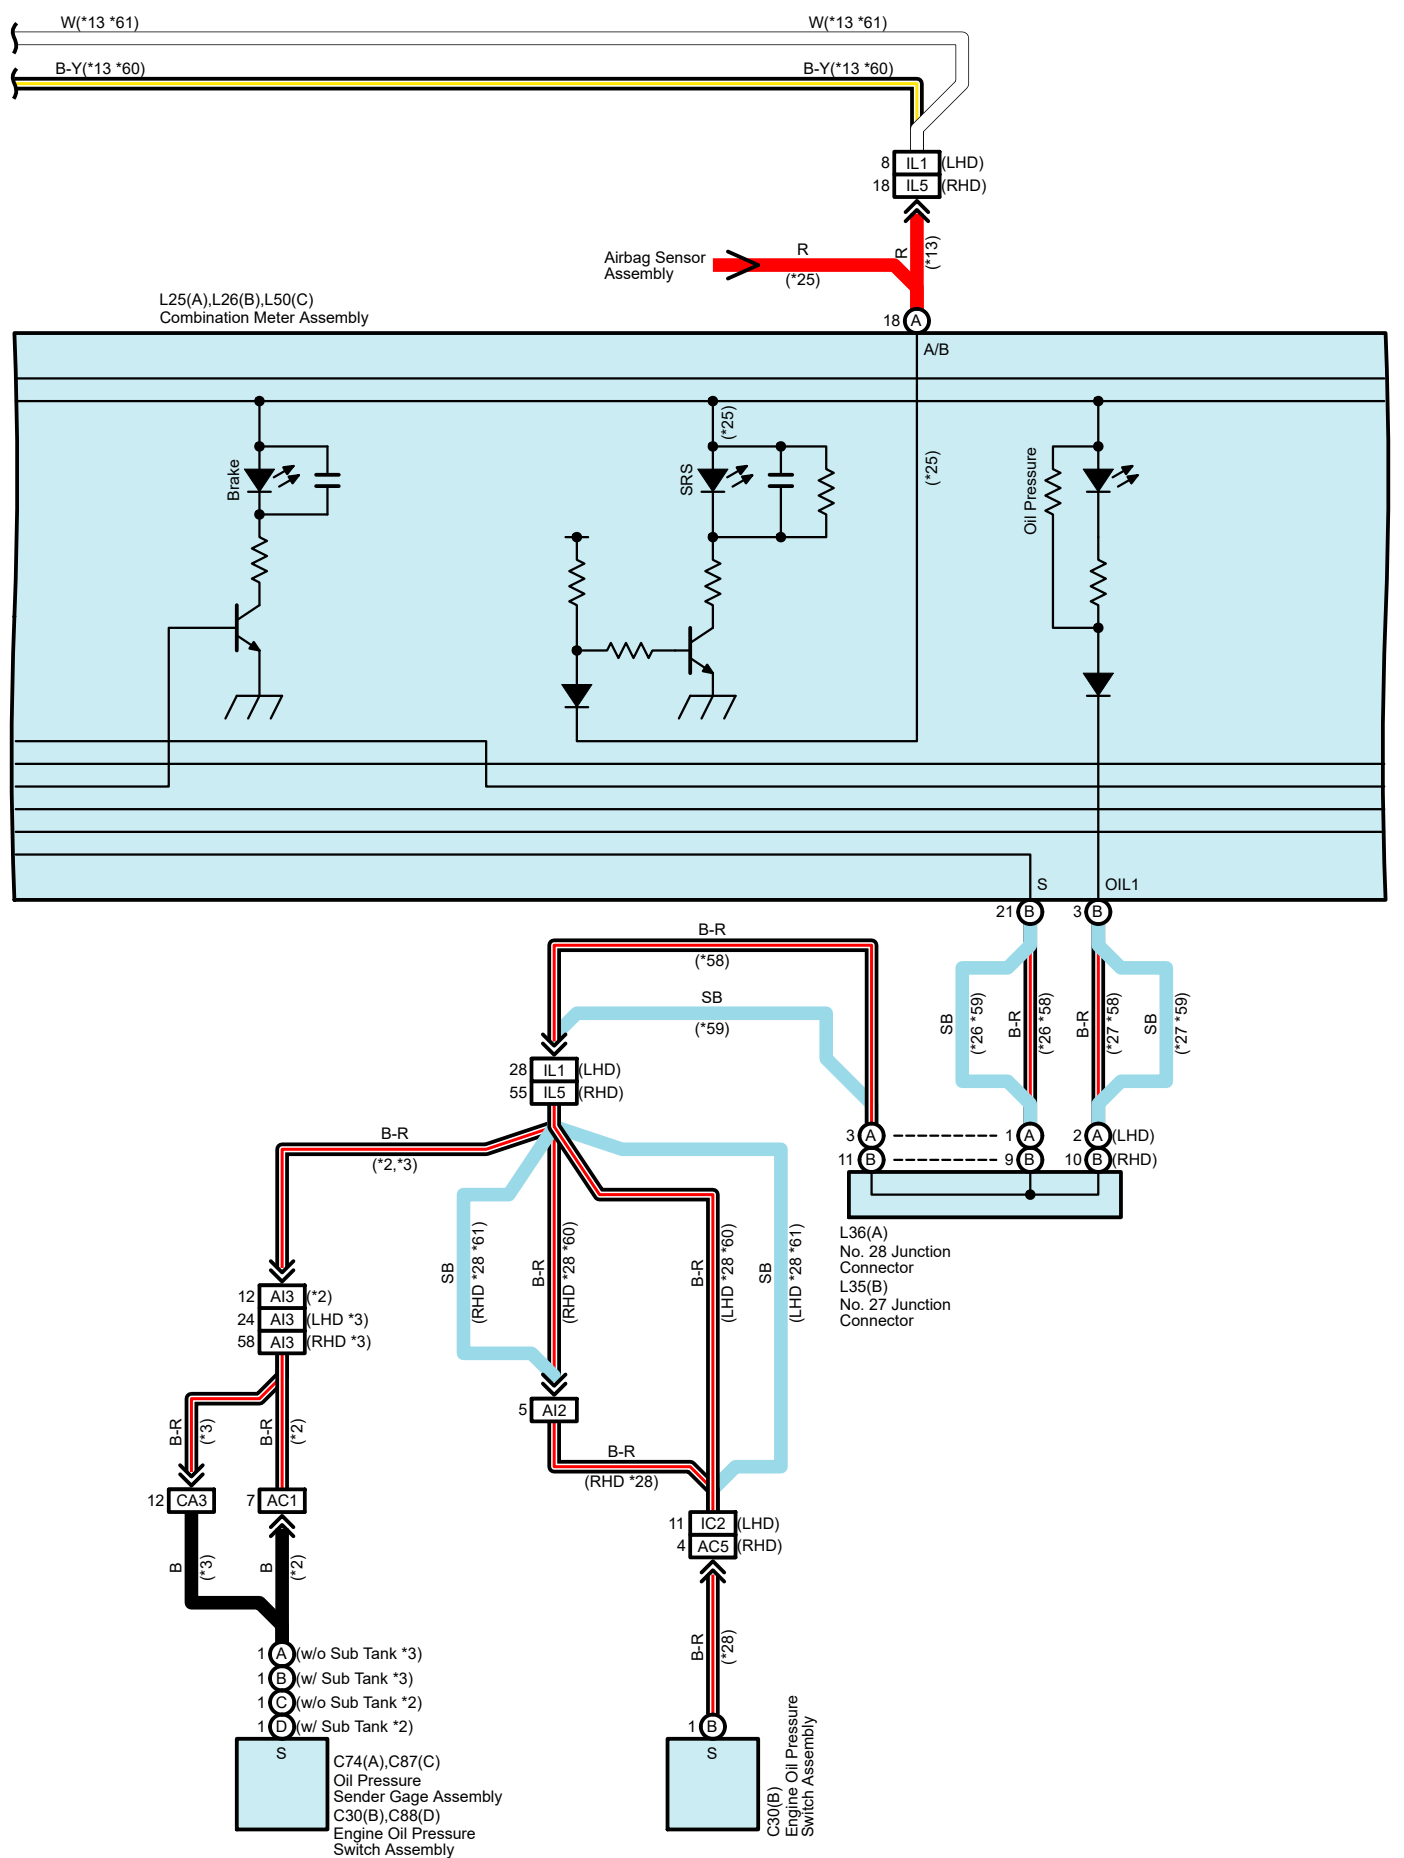 W(*13 *61)
W(*13 *61)
B-Y(*13 *60)
B-Y(*13 *60)
8 IL1 (LHD)
18 IL5 (RHD)
R
(*13)
Airbag Sensor
Assembly
R
(*25)
L25(A),L26(B),L50(C)
Combination Meter Assembly
18 A
A/B
(*25)
(*25)
Brake
SRS
Oil Pressure
S
OIL1
21 B
3 B
B-R
(*58)
SB
(*59)
SB
(*26 *59)
B-R
(*26 *58)
B-R
(*27 *58)
SB
(*27 *59)
28 IL1 (LHD)
55 IL5 (RHD)
3 A
1 A
2 A (LHD)
11 B
9 B
10 B (RHD)
B-R
(*2,*3)
L36(A)
No. 28 Junction
Connector
L35(B)
No. 27 Junction
Connector
SB
(RHD *28 *61)
B-R
(RHD *28 *60)
B-R
(LHD *28 *60)
SB
(LHD *28 *61)
12 AI3 (*2)
24 AI3 (LHD *3)
58 AI3 (RHD *3)
5 AI2
B-R
(*3)
B-R
(*2)
B-R
(RHD *28)
12 CA3
7 AC1
11 IC2 (LHD)
4 AC5 (RHD)
B
(*3)
B
(*2)
B-R
(*28)
1 A (w/o Sub Tank *3)
1 B (w/ Sub Tank *3)
1 C (w/o Sub Tank *2)
1 D (w/ Sub Tank *2)
S
C74(A),C87(C)
Oil Pressure
Sender Gage Assembly
C30(B),C88(D)
Engine Oil Pressure
Switch Assembly
1 B
S
C30(B)
Engine Oil Pressure
Switch Assembly